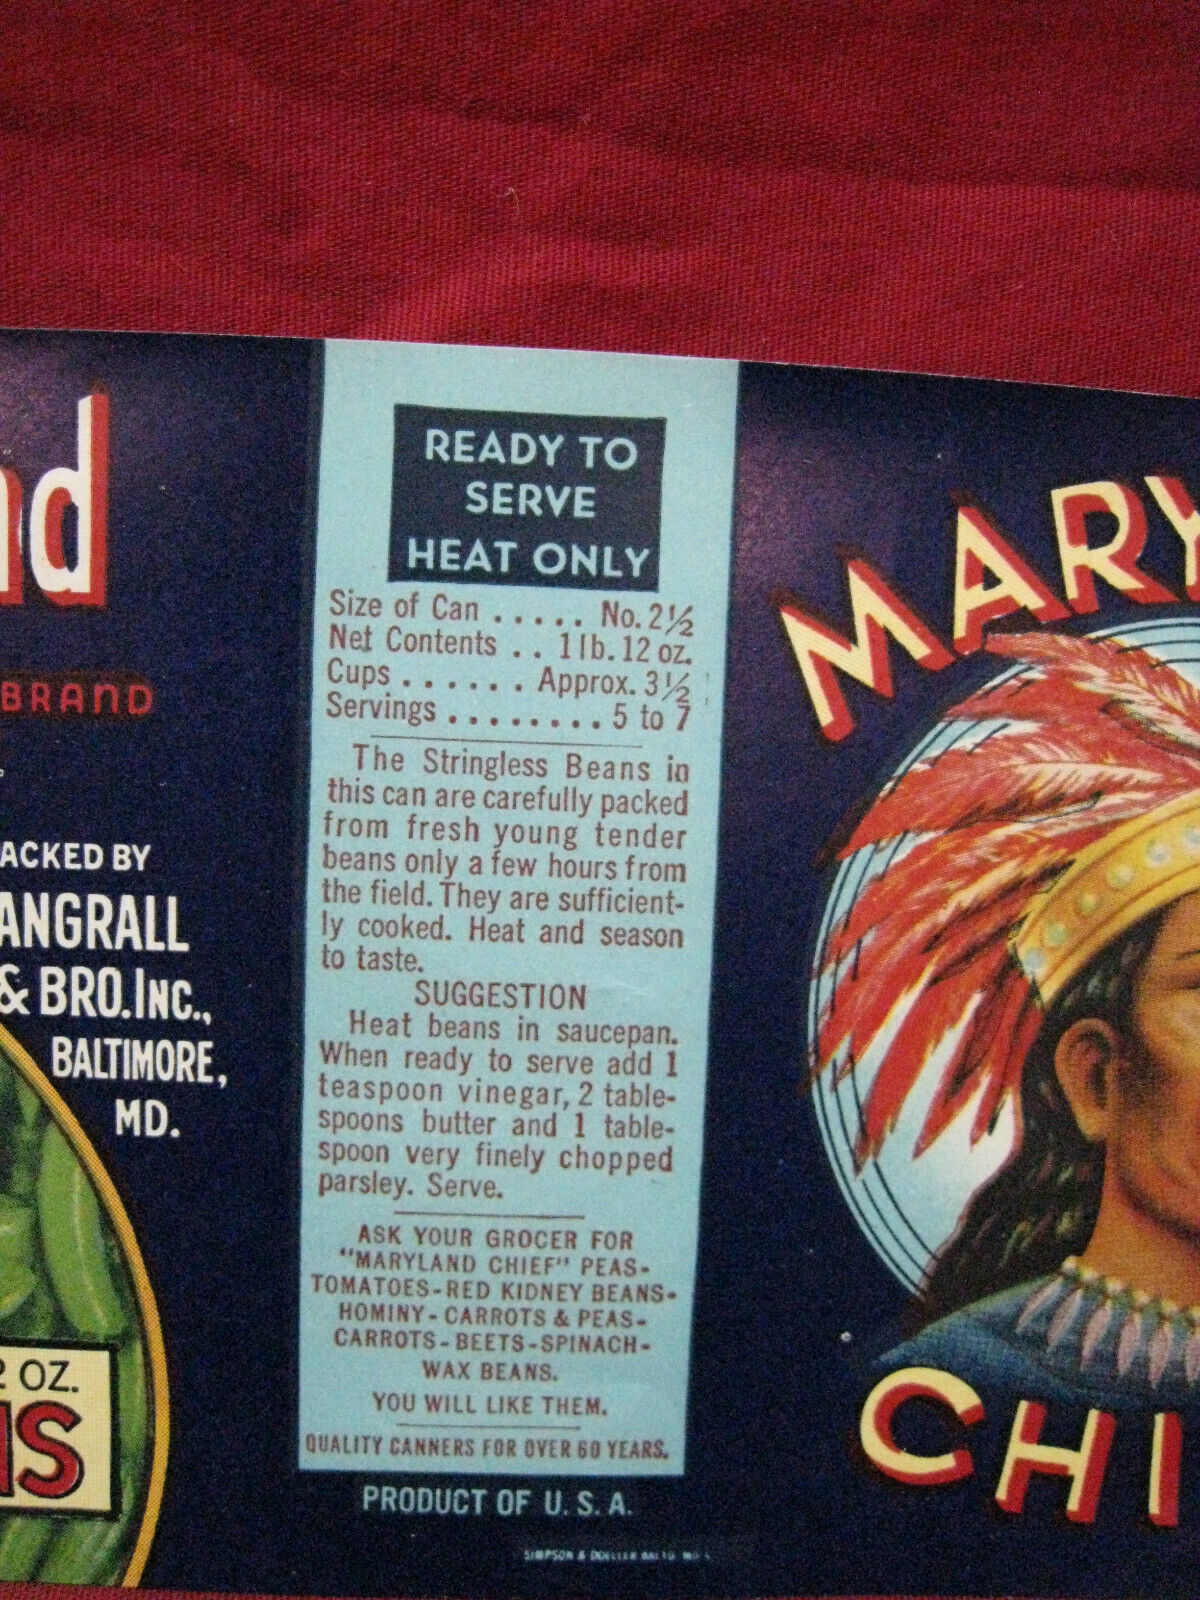 nd
BRAND
ACKED BY
ANGRALL
& BRO. INC.,
BALTIMORE,
MD.
2 OZ.
NS
READY TO
SERVE
HEAT ONLY
Size of Can ..... No. 2½
Net Contents .. 1 lb. 12 oz.
Cups ...... Approx. 3½
Servings ........ 5 to 7
The Stringless Beans in
this can are carefully packed
from fresh young tender
beans only a few hours from
the field. They are sufficient-
ly cooked. Heat and season
to taste.
SUGGESTION
Heat beans in saucepan.
When ready to serve add 1
teaspoon vinegar, 2 table-
spoons butter and 1 table-
spoon very finely chopped
parsley. Serve.
ASK YOUR GROCER FOR
"MARYLAND CHIEF" PEAS-
TOMATOES-RED KIDNEY BEANS-
HOMINY-CARROTS & PEAS-
CARROTS-BEETS-SPINACH-
WAX BEANS.
YOU WILL LIKE THEM.
QUALITY CANNERS FOR OVER 60 YEARS.
PRODUCT OF U.S.A.
SIMPSON & DOELLER BALTO. MD.
MARY
CHI